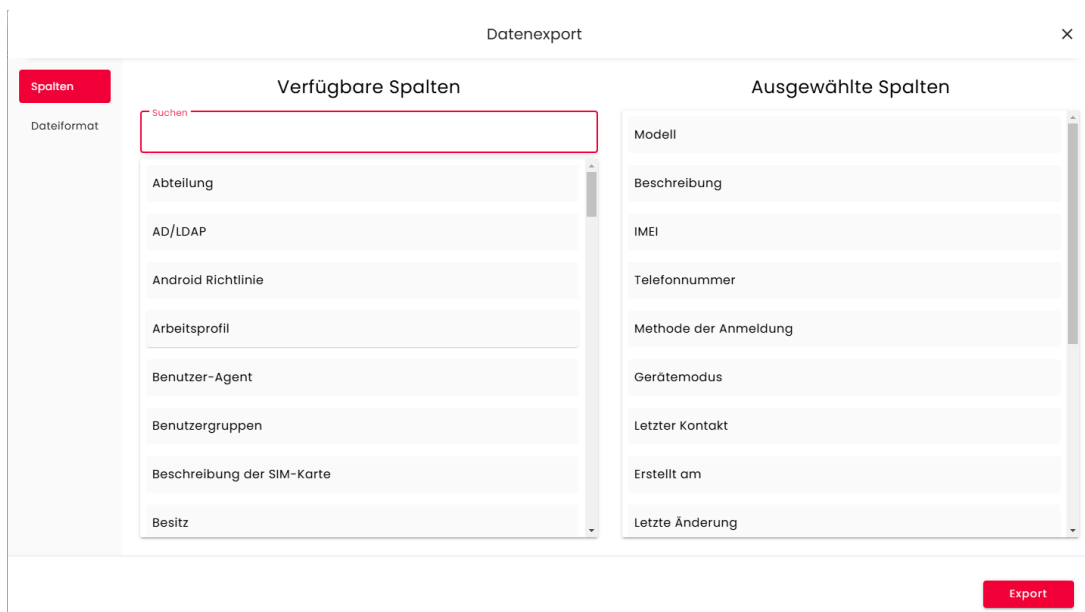 Datenexport
Spalten
Dateiformat
Verfügbare Spalten
Suchen
Abteilung
AD/LDAP
Android Richtlinie
Arbeitsprofil
Benutzer-Agent
Benutzergruppen
Beschreibung der SIM-Karte
Besitz
Ausgewählte Spalten
Modell
Beschreibung
IMEI
Telefonnummer
Methode der Anmeldung
Gerätemodus
Letzter Kontakt
Erstellt am
Letzte Änderung
Export